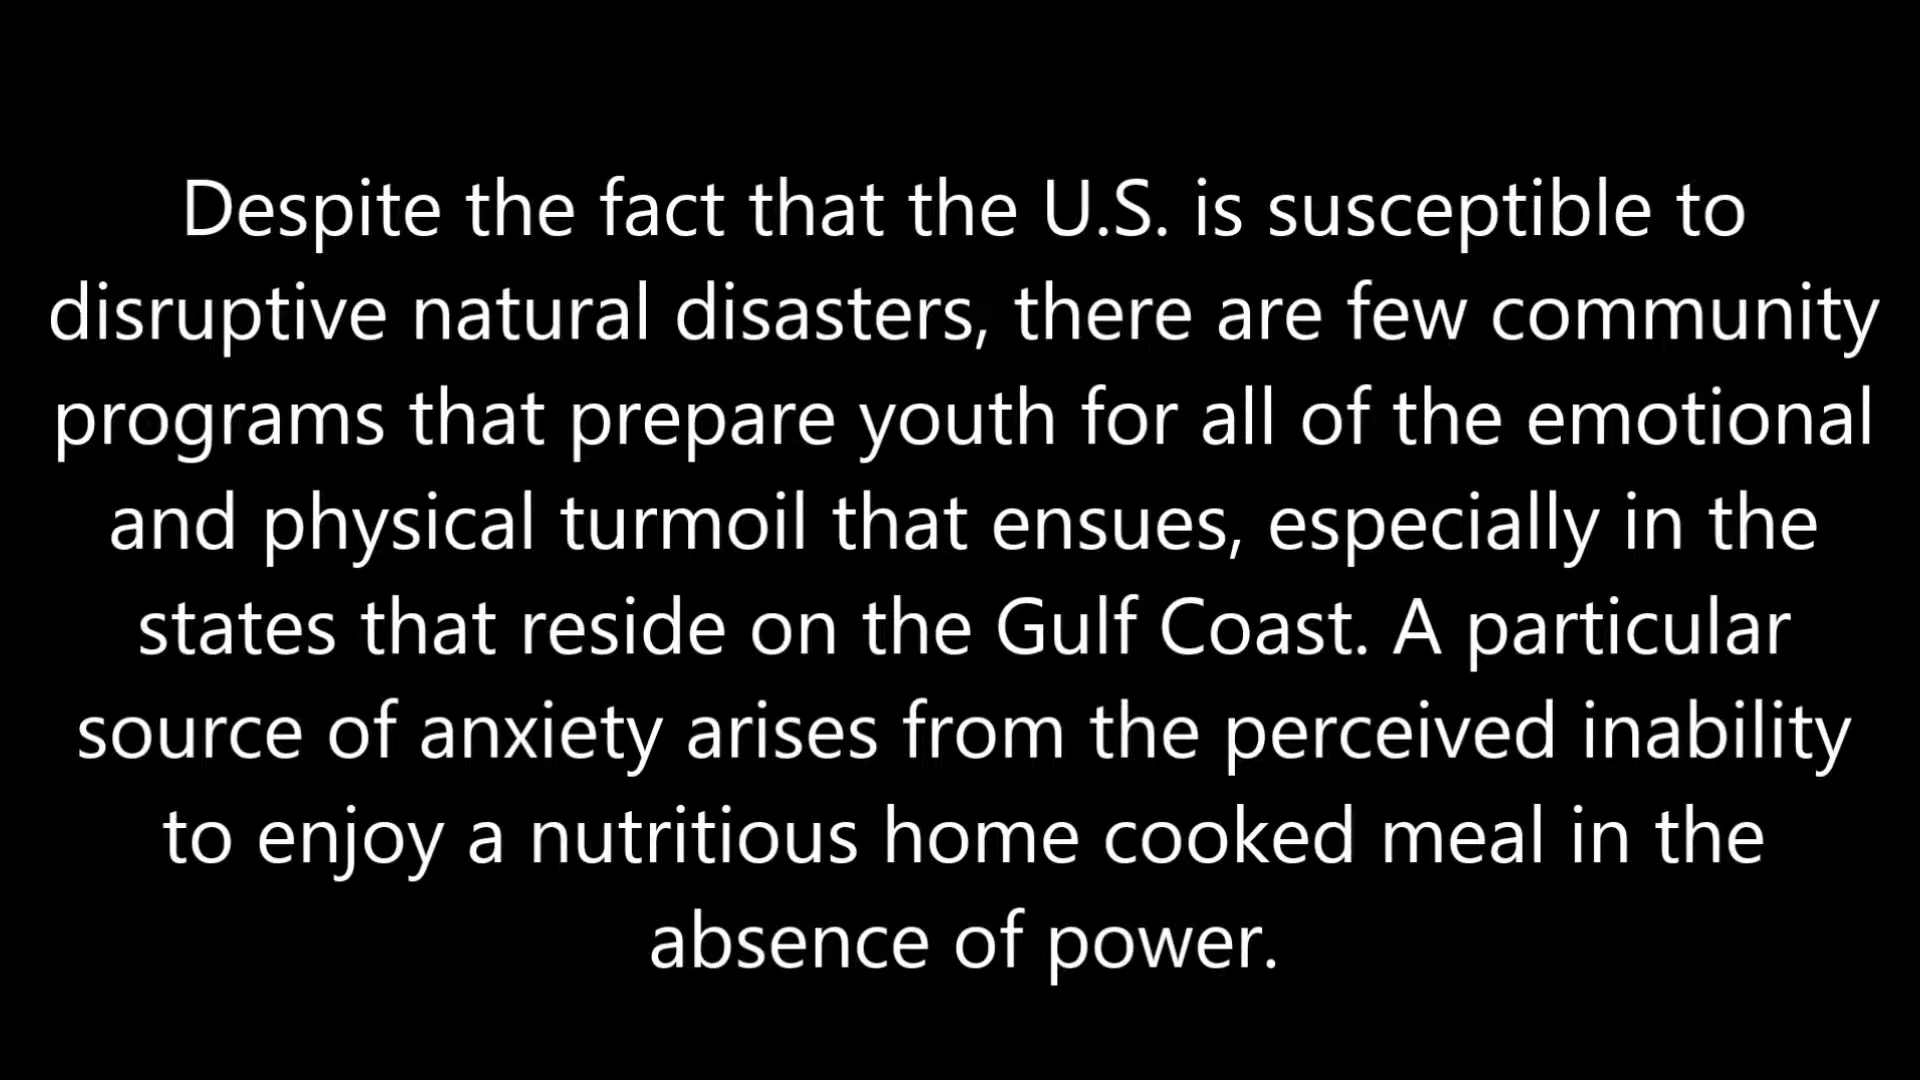 Despite the fact that the U.S. is susceptible to
disruptive natural disasters, there are few community
programs that prepare youth for all of the emotional
and physical turmoil that ensues, especially in the
states that reside on the Gulf Coast. A particular
source of anxiety arises from the perceived inability
to enjoy a nutritious home cooked meal in the
absence of power.